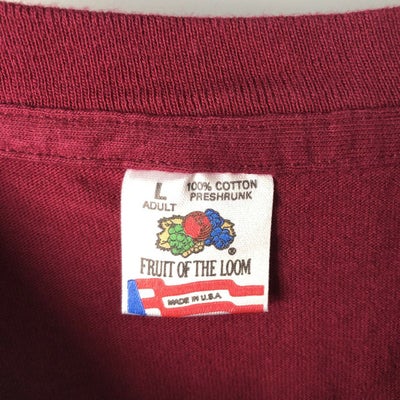 L 100% COTTON
ADULT PRESHRUNK
®
FRUIT OF THE LOOM
MADE IN U.S.A.